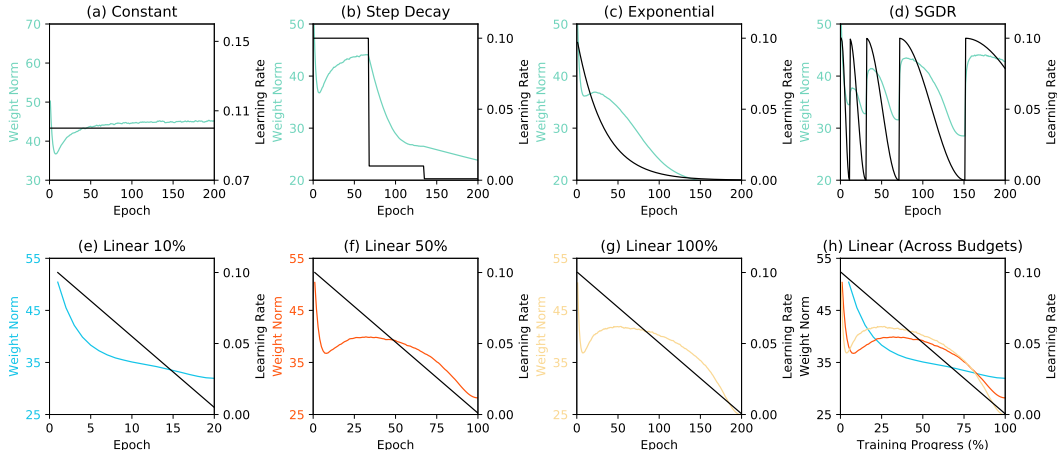 (a) Constant
70
60
50
40
30
Weight Norm
0.15
0.11
0.07
Learning Rate
0 50 100 150 200
Epoch
(b) Step Decay
50
40
30
20
Weight Norm
0.10
0.05
0.00
Learning Rate
0 50 100 150 200
Epoch
(c) Exponential
50
40
30
20
Weight Norm
0.10
0.05
0.00
Learning Rate
0 50 100 150 200
Epoch
(d) SGDR
50
40
30
20
Weight Norm
0.10
0.05
0.00
Learning Rate
0 50 100 150 200
Epoch
(e) Linear 10%
55
45
35
25
Weight Norm
0.10
0.05
0.00
Learning Rate
0 5 10 15 20
Epoch
(f) Linear 50%
55
45
35
25
Weight Norm
0.10
0.05
0.00
Learning Rate
0 25 50 75 100
Epoch
(g) Linear 100%
55
45
35
25
Weight Norm
0.10
0.05
0.00
Learning Rate
0 50 100 150 200
Epoch
(h) Linear (Across Budgets)
55
45
35
25
Weight Norm
0.10
0.05
0.00
Learning Rate
0 25 50 75 100
Training Progress (%)